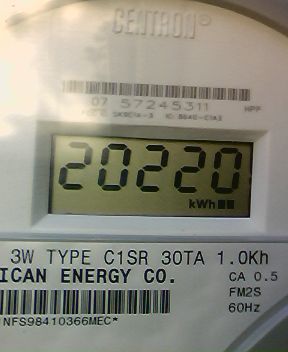 CENTRON®
07 57245311 HPF
20220
kWh
3W TYPE C1SR 30TA 1.0Kh
ICAN ENERGY CO. CA 0.5
FM2S
NFS98410366MEC* 60Hz